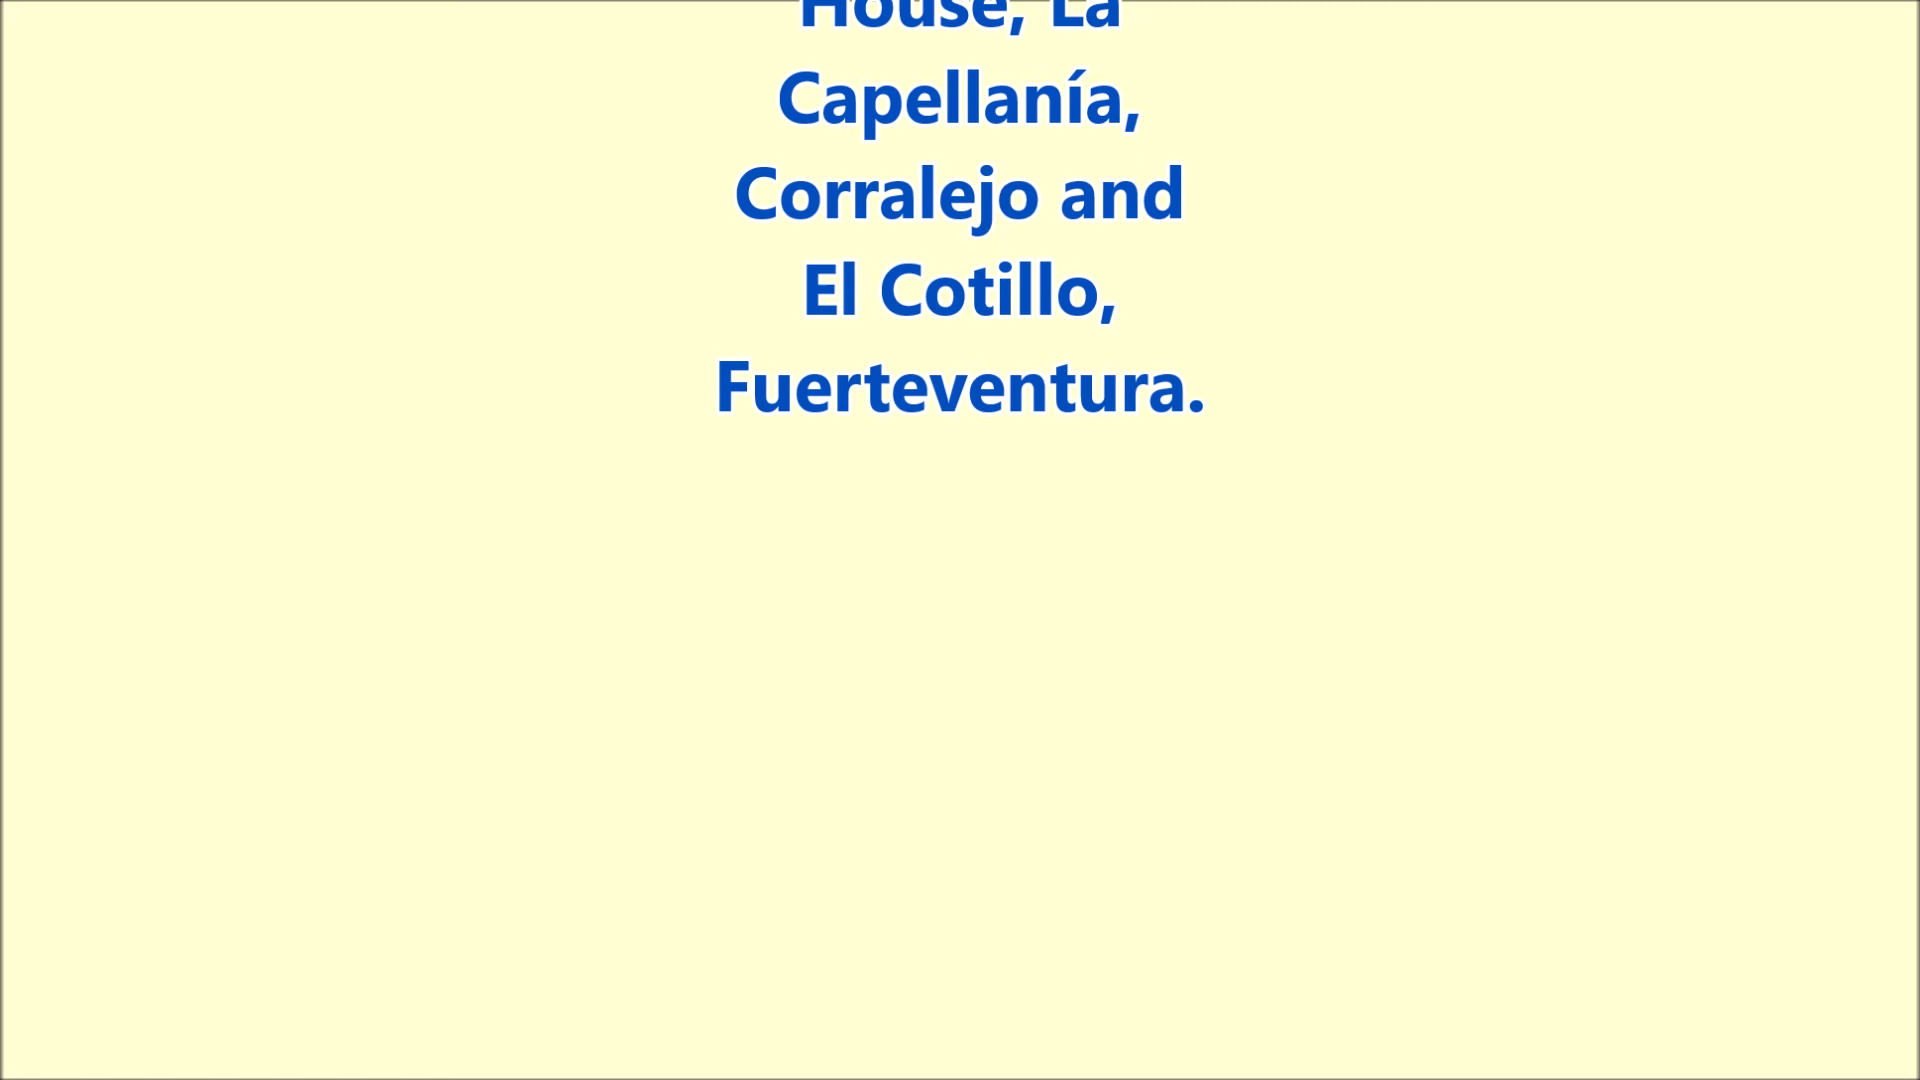 House, La
Capellanía,
Corralejo and
El Cotillo,
Fuerteventura.